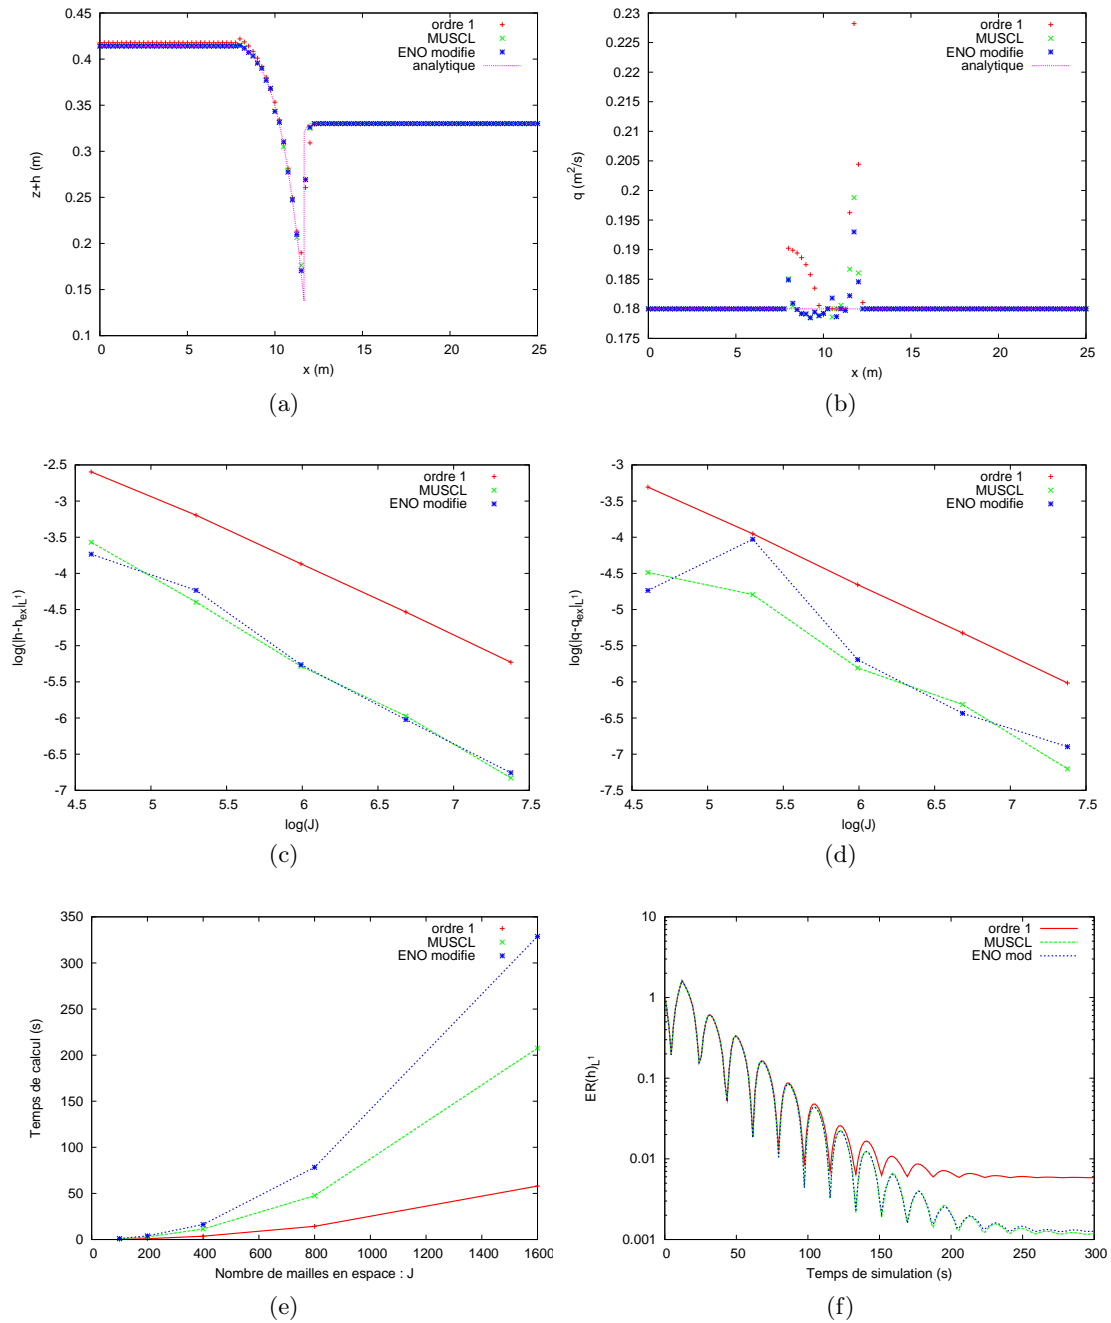 0.4
0.35
0.3
0.25
0.2
0.15
0.1
z+h (m)
ordre 1
MUSCL
ENO modifie
analytique
0 5 10 15 20 25
x (m)
(a)
0.23
0.225
0.22
0.215
0.21
0.205
0.2
0.195
0.19
0.185
0.18
0.175
q (m²/s)
ordre 1
MUSCL
ENO modifie
analytique
0 5 10 15 20 25
x (m)
(b)
-2.5
-3
-3.5
-4
-4.5
-5
-5.5
-6
-6.5
-7
log(|h-h_ex|_L¹)
ordre 1
MUSCL
ENO modifie
4.5 5 5.5 6 6.5 7 7.5
log(J)
(c)
-3
-3.5
-4
-4.5
-5
-5.5
-6
-6.5
-7
-7.5
log(|q-q_ex|_L¹)
ordre 1
MUSCL
ENO modifie
4.5 5 5.5 6 6.5 7 7.5
log(J)
(d)
350
300
250
200
150
100
50
0
Temps de calcul (s)
ordre 1
MUSCL
ENO modifie
0 200 400 600 800 1000 1200 1400 1600
Nombre de mailles en espace : J
(e)
10
1
0.1
0.01
0.001
ER(h)_L¹
ordre 1
MUSCL
ENO mod
0 50 100 150 200 250 300
Temps de simulation (s)
(f)